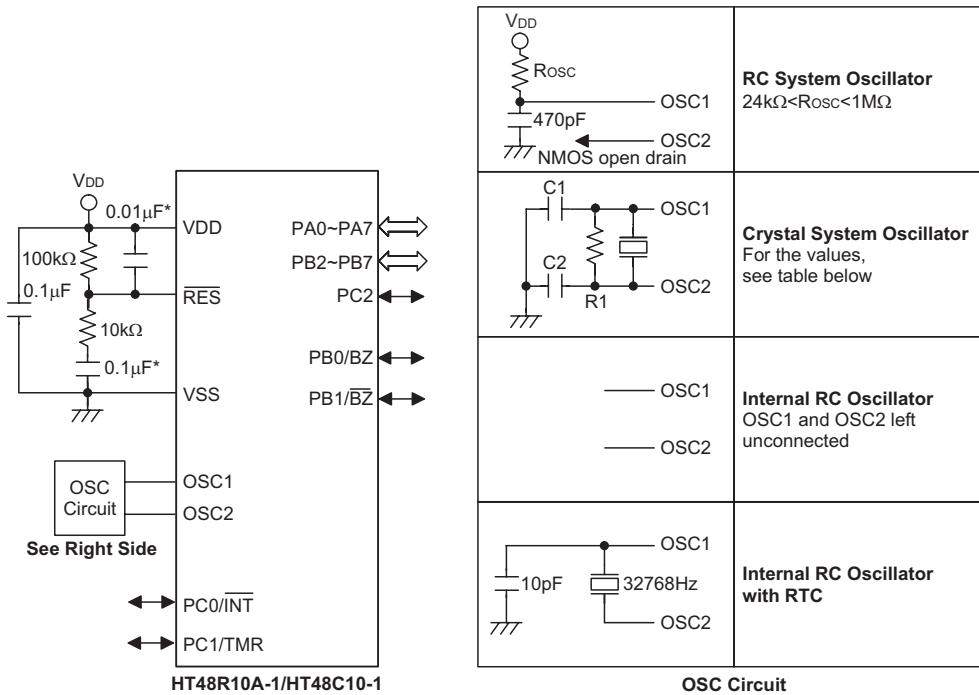 VDD
0.01µF*
VDD
100kΩ
0.1µF
RES
10kΩ
0.1µF*
VSS
OSC
Circuit
OSC1
OSC2
See Right Side
PC0/INT
PC1/TMR
PA0~PA7
PB2~PB7
PC2
PB0/BZ
PB1/BZ
HT48R10A-1/HT48C10-1
VDD
ROSC
OSC1
470pF
OSC2
NMOS open drain
RC System Oscillator
24kΩ<ROSC<1MΩ
C1
OSC1
C2
OSC2
R1
Crystal System Oscillator
For the values,
see table below
OSC1
OSC2
Internal RC Oscillator
OSC1 and OSC2 left
unconnected
OSC1
10pF
32768Hz
OSC2
Internal RC Oscillator
with RTC
OSC Circuit